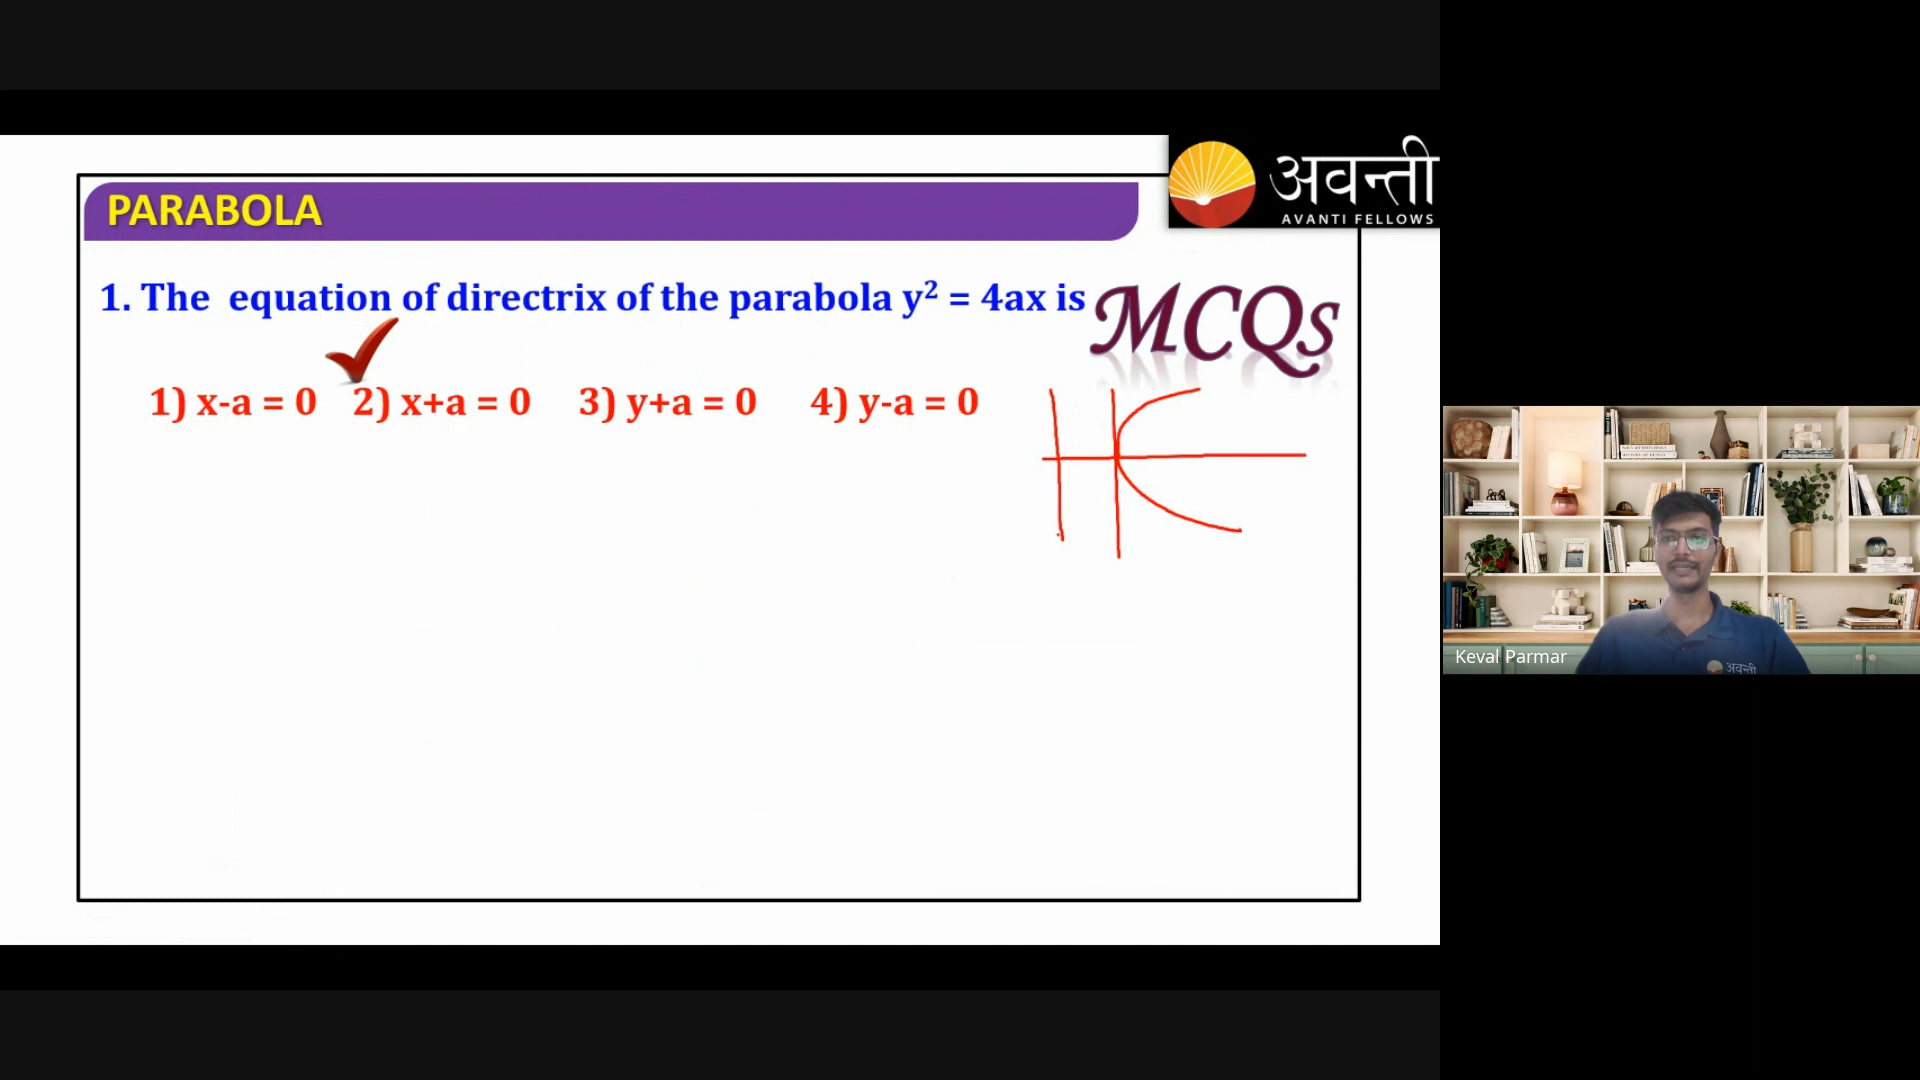 अवन्ती
AVANTI FELLOWS
PARABOLA
1. The equation of directrix of the parabola y² = 4ax is
MCQs
1) x-a = 0 2) x+a = 0 3) y+a = 0 4) y-a = 0
Keval Parmar
अवन्ती